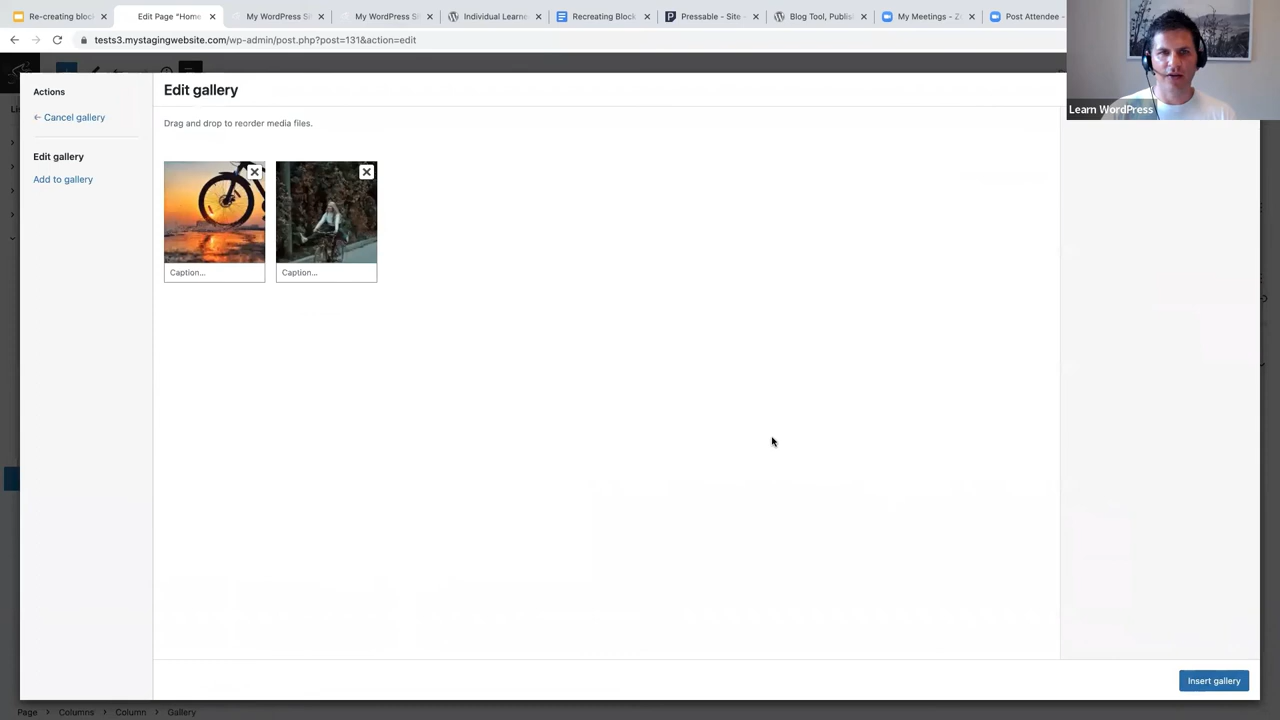 Re-creating block
Edit Page "Home
My WordPress Si
My WordPress Si
Individual Learne
Recreating Block
Pressable - Site -
Blog Tool, Publis
My Meetings - Z
Post Attendee -
tests3.mystagingwebsite.com/wp-admin/post.php?post=131&action=edit
Learn WordPress
Actions
← Cancel gallery
Edit gallery
Add to gallery
Edit gallery
Drag and drop to reorder media files.
Caption...
Caption...
Insert gallery
Page > Columns > Column > Gallery